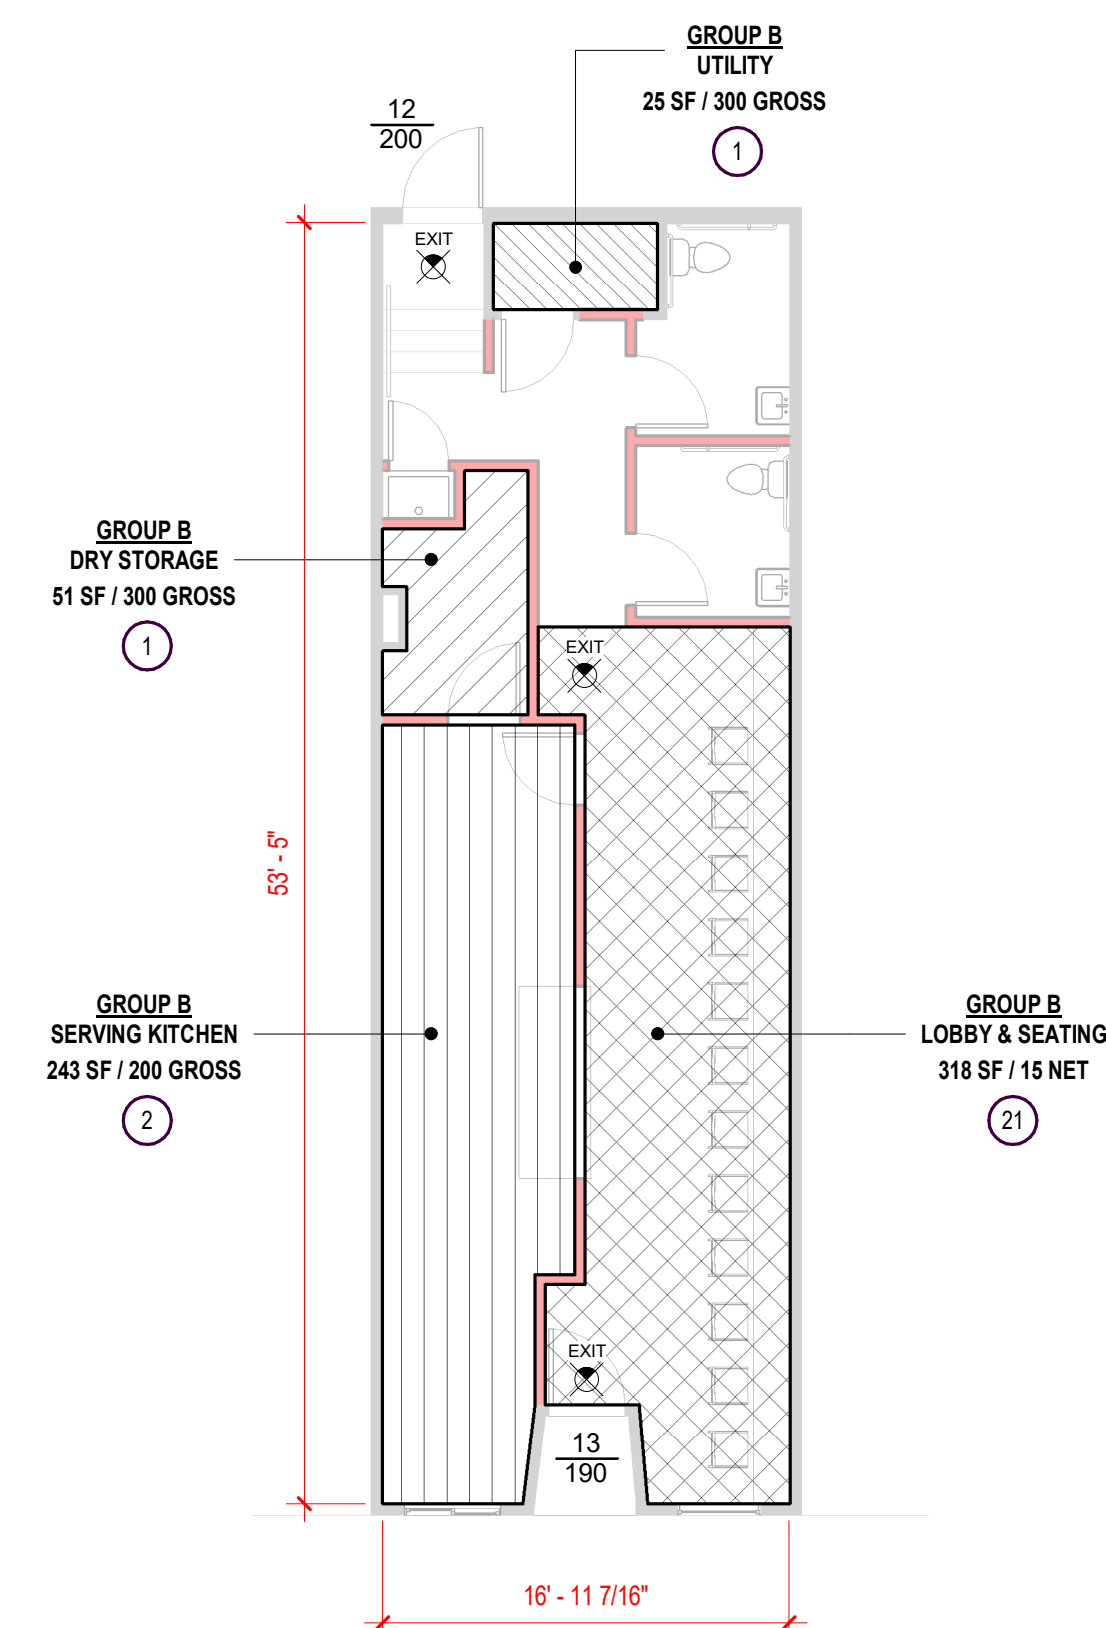 GROUP B
UTILITY
25 SF / 300 GROSS
1
12
200
EXIT
GROUP B
DRY STORAGE
51 SF / 300 GROSS
1
EXIT
53' - 5"
GROUP B
SERVING KITCHEN
243 SF / 200 GROSS
2
GROUP B
LOBBY & SEATING
318 SF / 15 NET
21
EXIT
13
190
16' - 11 7/16"